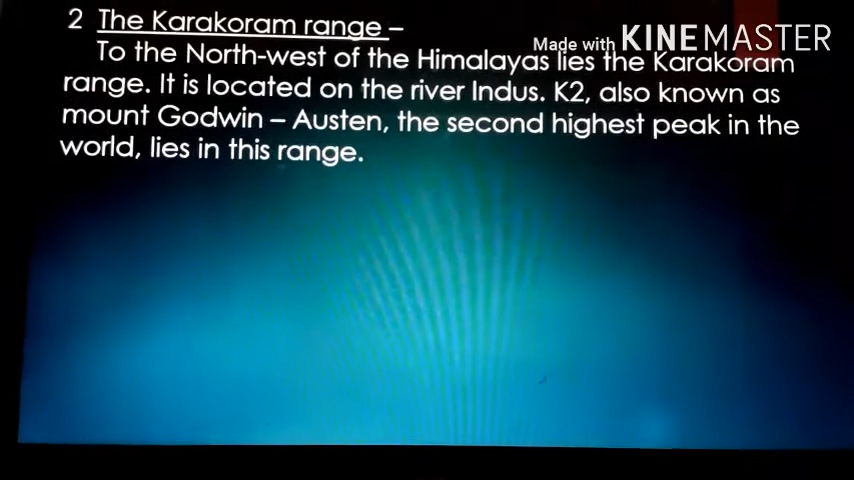 2 The Karakoram range –
Made with KINEMASTER
To the North-west of the Himalayas lies the Karakoram
range. It is located on the river Indus. K2, also known as
mount Godwin – Austen, the second highest peak in the
world, lies in this range.